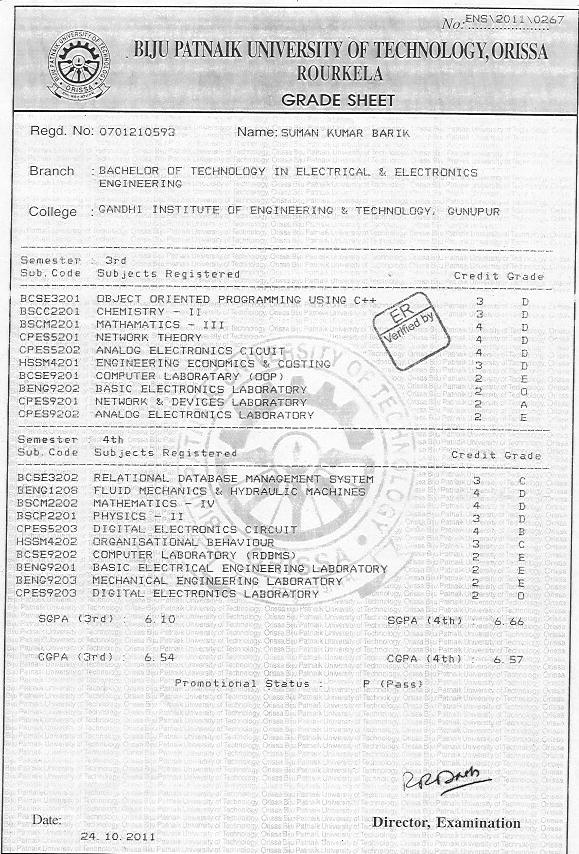 No: ENS\2011\0267
BIJU PATNAIK UNIVERSITY OF TECHNOLOGY, ORISSA
ROURKELA
GRADE SHEET
BIJU PATNAIK UNIVERSITY OF TECHNOLOGY
ORISSA
Regd. No: 0701210593 Name: SUMAN KUMAR BARIK
Branch : BACHELOR OF TECHNOLOGY IN ELECTRICAL & ELECTRONICS
ENGINEERING
College : GANDHI INSTITUTE OF ENGINEERING & TECHNOLOGY, GUNUPUR
Semester : 3rd
Sub. Code Subjects Registered Credit Grade
BCSE3201 OBJECT ORIENTED PROGRAMMING USING C++ 3 D
BSCC2201 CHEMISTRY - II 3 D
BSCM2201 MATHAMATICS - III 4 D
CPES5201 NETWORK THEORY 4 D
CPES5202 ANALOG ELECTRONICS CICUIT 4 D
HSSM4201 ENGINEERING ECONOMICS & COSTING 3 D
BCSE9201 COMPUTER LABORATARY (OOP) 2 E
BENG9202 BASIC ELECTRONICS LABORATORY 2 O
CPES9201 NETWORK & DEVICES LABORATORY 2 A
CPES9202 ANALOG ELECTRONICS LABORATORY 2 E
ER
Verified by
Semester : 4th
Sub. Code Subjects Registered Credit Grade
BCSE3202 RELATIONAL DATABASE MANAGEMENT SYSTEM 3 C
BENG1208 FLUID MECHANICS & HYDRAULIC MACHINES 4 D
BSCM2202 MATHEMATICS - IV 4 D
BSCP2201 PHYSICS - II 3 D
CPES5203 DIGITAL ELECTRONICS CIRCUIT 4 B
HSSM4202 ORGANISATIONAL BEHAVIOUR 3 C
BCSE9202 COMPUTER LABORATORY (RDBMS) 2 E
BENG9201 BASIC ELECTRICAL ENGINEERING LABORATORY 2 E
BENG9203 MECHANICAL ENGINEERING LABORATORY 2 E
CPES9203 DIGITAL ELECTRONICS LABORATORY 2 O
SGPA (3rd) : 6.10 SGPA (4th) : 6.66
CGPA (3rd) : 6.54 CGPA (4th) : 6.57
Promotional Status : P (Pass)
Date: Director, Examination
24.10.2011